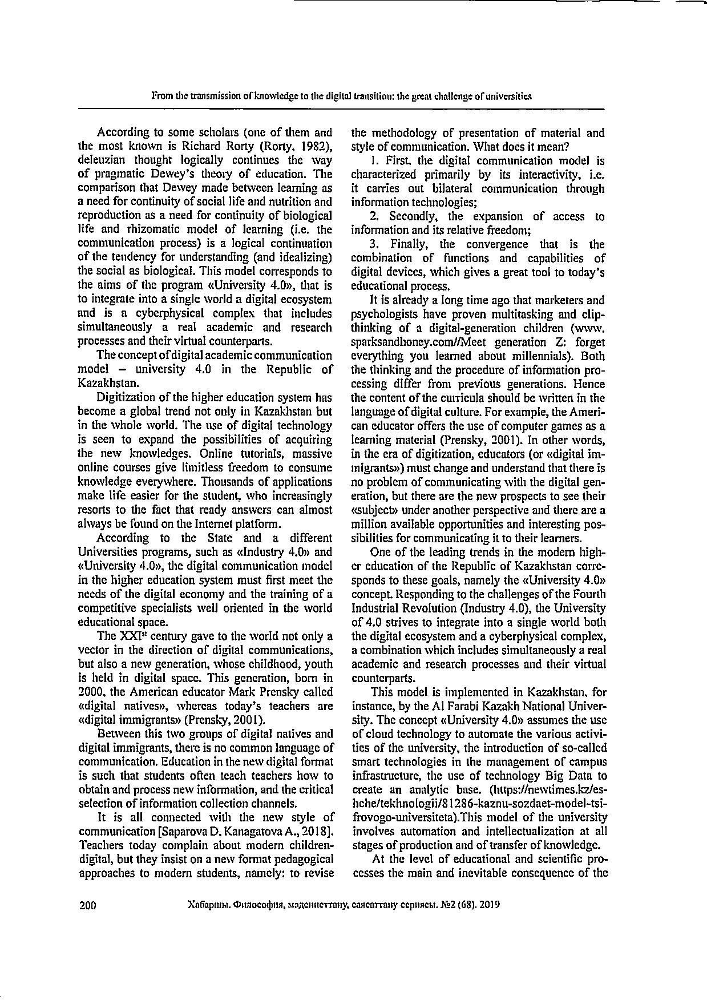 From the transmission of knowledge to the digital transition: the great challenge of universities
According to some scholars (one of them and
the most known is Richard Rorty (Rorty, 1982),
deleuzian thought logically continues the way
of pragmatic Dewey's theory of education. The
comparison that Dewey made between learning as
a need for continuity of social life and nutrition and
reproduction as a need for continuity of biological
life and rhizomatic model of learning (i.e. the
communication process) is a logical continuation
of the tendency for understanding (and idealizing)
the social as biological. This model corresponds to
the aims of the program «University 4.0», that is
to integrate into a single world a digital ecosystem
and is a cyberphysical complex that includes
simultaneously a real academic and research
processes and their virtual counterparts.
The concept of digital academic communication
model – university 4.0 in the Republic of
Kazakhstan.
Digitization of the higher education system has
become a global trend not only in Kazakhstan but
in the whole world. The use of digital technology
is seen to expand the possibilities of acquiring
the new knowledges. Online tutorials, massive
online courses give limitless freedom to consume
knowledge everywhere. Thousands of applications
make life easier for the student, who increasingly
resorts to the fact that ready answers can almost
always be found on the Internet platform.
According to the State and a different
Universities programs, such as «Industry 4.0» and
«University 4.0», the digital communication model
in the higher education system must first meet the
needs of the digital economy and the training of a
competitive specialists well oriented in the world
educational space.
The XXIst century gave to the world not only a
vector in the direction of digital communications,
but also a new generation, whose childhood, youth
is held in digital space. This generation, born in
2000, the American educator Mark Prensky called
«digital natives», whereas today's teachers are
«digital immigrants» (Prensky, 2001).
Between this two groups of digital natives and
digital immigrants, there is no common language of
communication. Education in the new digital format
is such that students often teach teachers how to
obtain and process new information, and the critical
selection of information collection channels.
It is all connected with the new style of
communication [Saparova D. Kanagatova A., 2018].
Teachers today complain about modern children-
digital, but they insist on a new format pedagogical
approaches to modern students, namely: to revise
the methodology of presentation of material and
style of communication. What does it mean?
1. First, the digital communication model is
characterized primarily by its interactivity, i.e.
it carries out bilateral communication through
information technologies;
2. Secondly, the expansion of access to
information and its relative freedom;
3. Finally, the convergence that is the
combination of functions and capabilities of
digital devices, which gives a great tool to today's
educational process.
It is already a long time ago that marketers and
psychologists have proven multitasking and clip-
thinking of a digital-generation children (www.
sparksandhoney.com//Meet generation Z: forget
everything you learned about millennials). Both
the thinking and the procedure of information pro-
cessing differ from previous generations. Hence
the content of the curricula should be written in the
language of digital culture. For example, the Ameri-
can educator offers the use of computer games as a
learning material (Prensky, 2001). In other words,
in the era of digitization, educators (or «digital im-
migrants») must change and understand that there is
no problem of communicating with the digital gen-
eration, but there are the new prospects to see their
«subject» under another perspective and there are a
million available opportunities and interesting pos-
sibilities for communicating it to their learners.
One of the leading trends in the modern high-
er education of the Republic of Kazakhstan corre-
sponds to these goals, namely the «University 4.0»
concept. Responding to the challenges of the Fourth
Industrial Revolution (Industry 4.0), the University
of 4.0 strives to integrate into a single world both
the digital ecosystem and a cyberphysical complex,
a combination which includes simultaneously a real
academic and research processes and their virtual
counterparts.
This model is implemented in Kazakhstan, for
instance, by the Al Farabi Kazakh National Univer-
sity. The concept «University 4.0» assumes the use
of cloud technology to automate the various activi-
ties of the university, the introduction of so-called
smart technologies in the management of campus
infrastructure, the use of technology Big Data to
create an analytic base. (https://newtimes.kz/es-
hche/tekhnologii/81286-kaznu-sozdaet-model-tsi-
frovogo-universiteta).This model of the university
involves automation and intellectualization at all
stages of production and of transfer of knowledge.
At the level of educational and scientific pro-
cesses the main and inevitable consequence of the
200
Хабаршы. Философия, мәдениеттану, саясаттану сериясы. №2 (68). 2019